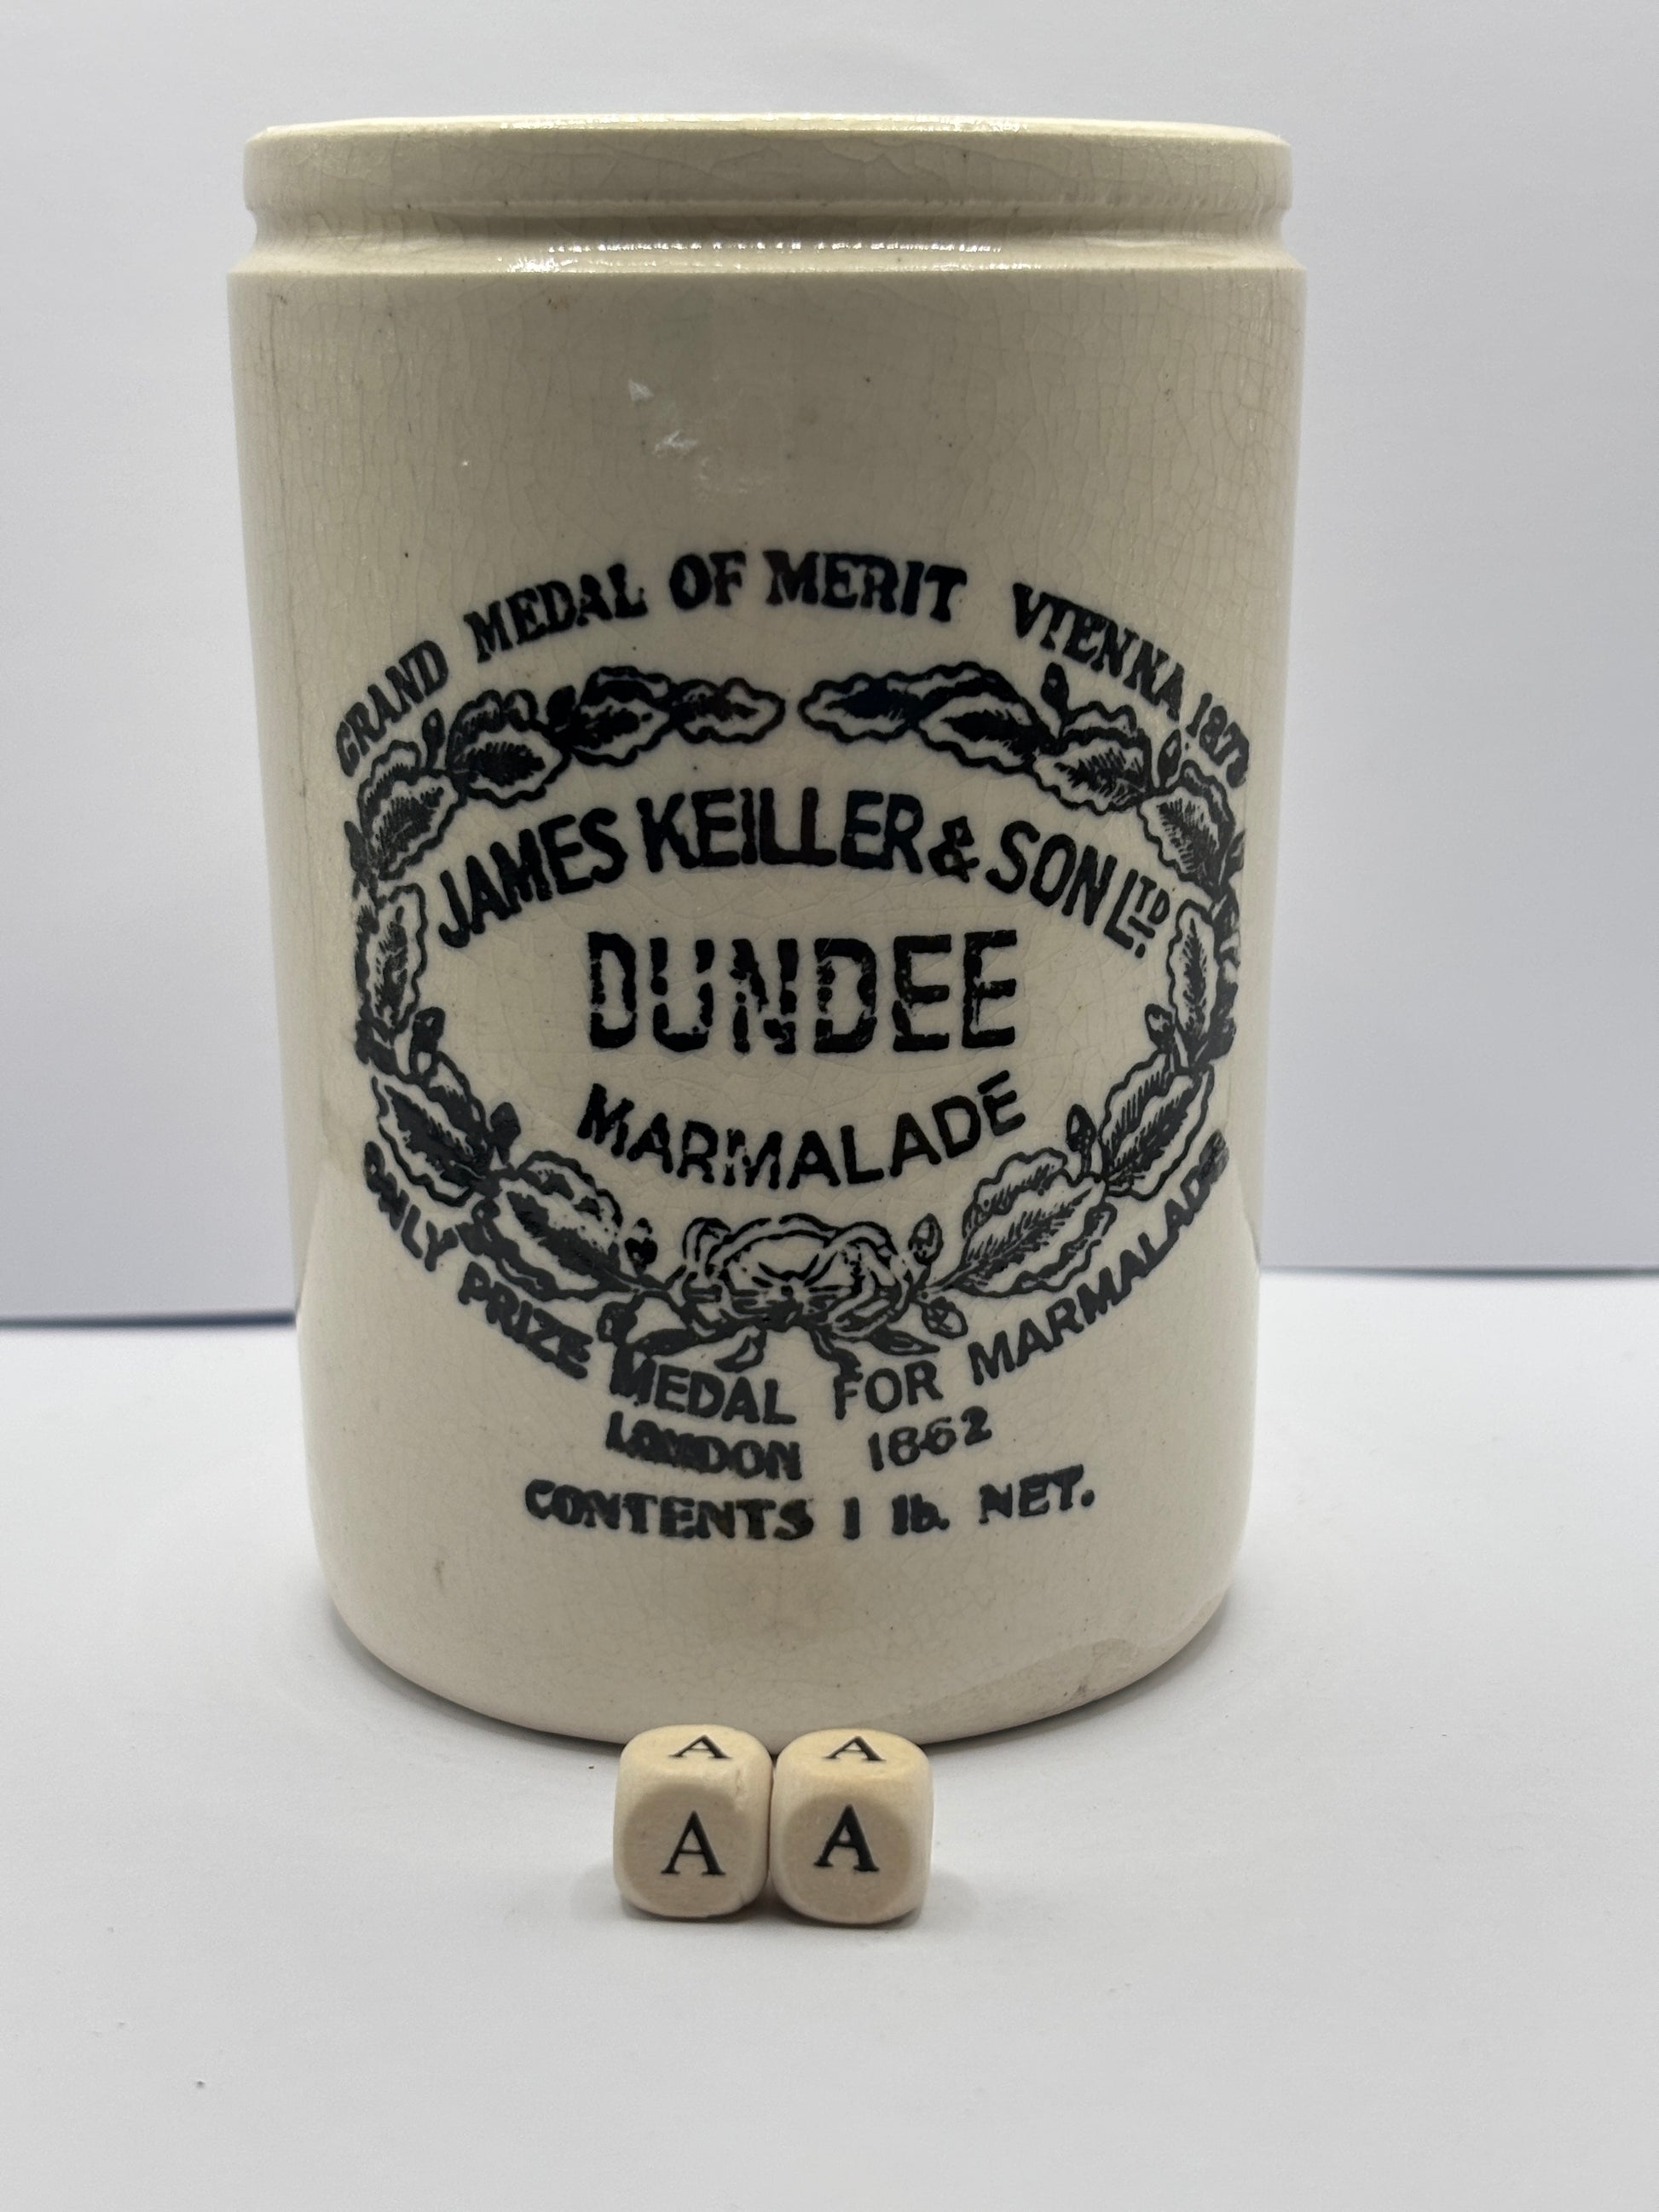 GRAND MEDAL OF MERIT VIENNA 1873
JAMES KEILLER & SON LTD.
DUNDEE
MARMALADE
ONLY PRIZE MEDAL FOR MARMALADE
LONDON 1862
CONTENTS 1 lb. NET.
A A
A A